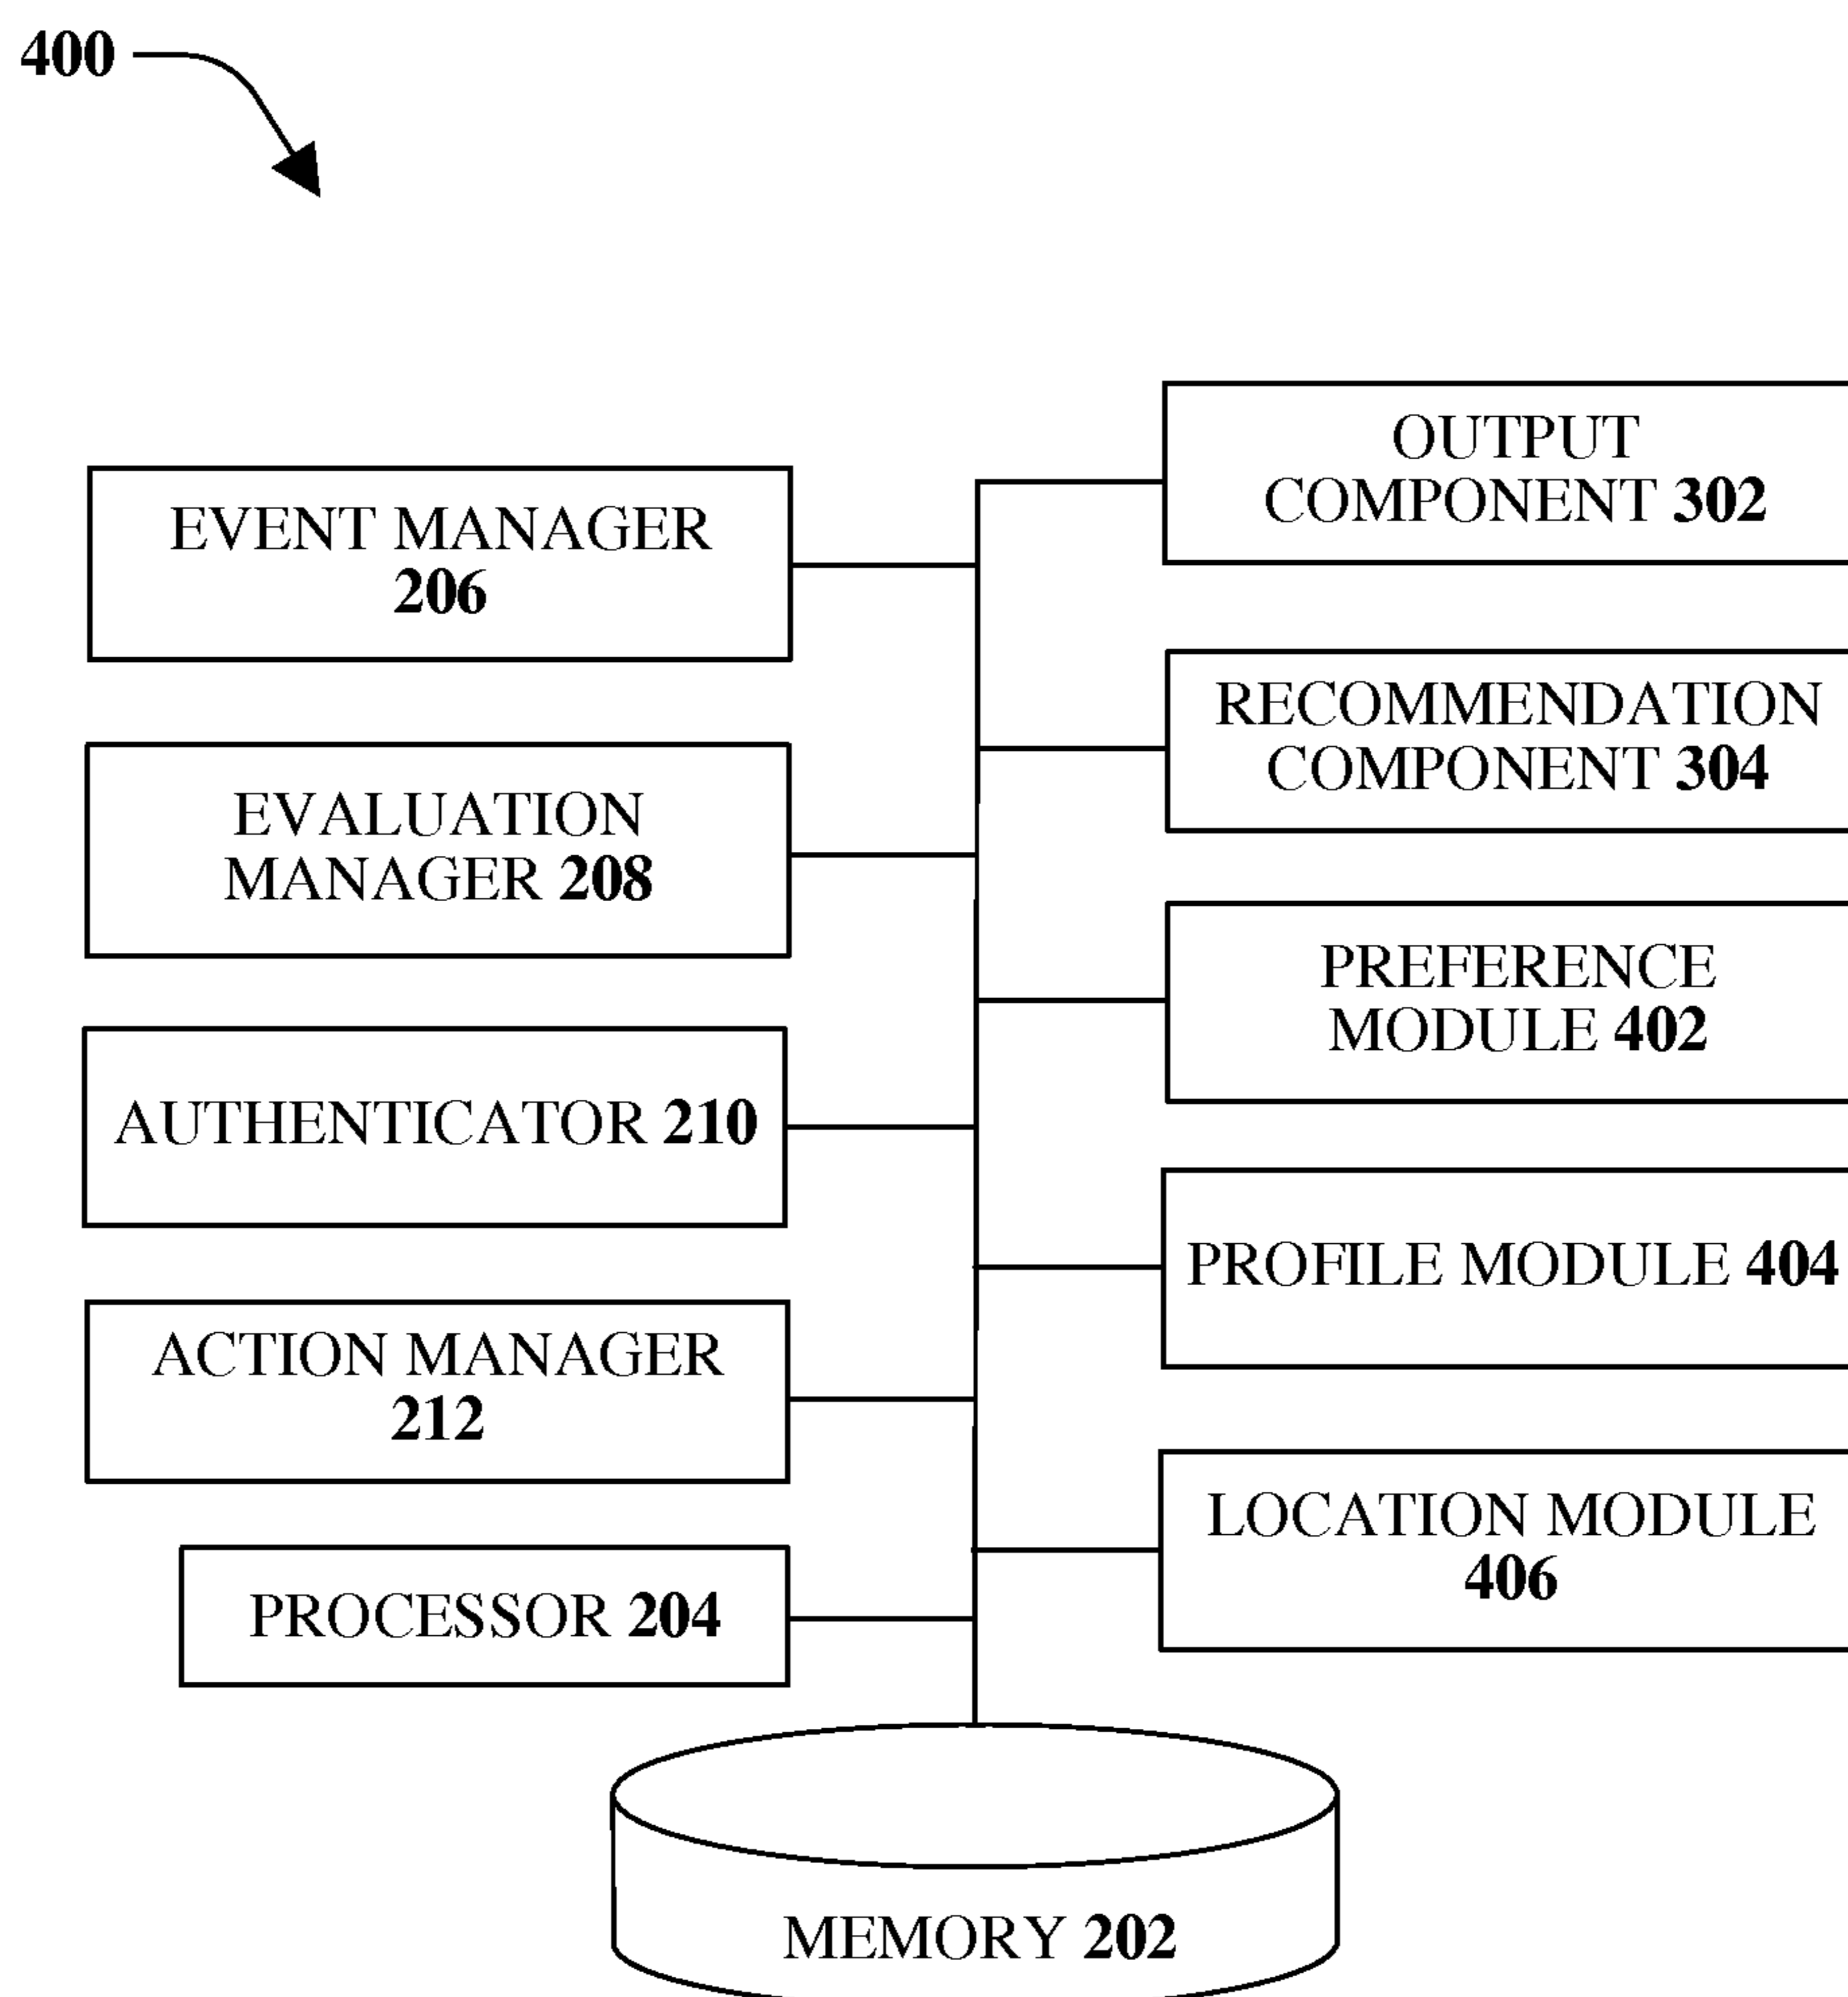 400
OUTPUT
COMPONENT 302
EVENT MANAGER
206
RECOMMENDATION
COMPONENT 304
EVALUATION
MANAGER 208
PREFERENCE
MODULE 402
AUTHENTICATOR 210
PROFILE MODULE 404
ACTION MANAGER
212
LOCATION MODULE
406
PROCESSOR 204
MEMORY 202